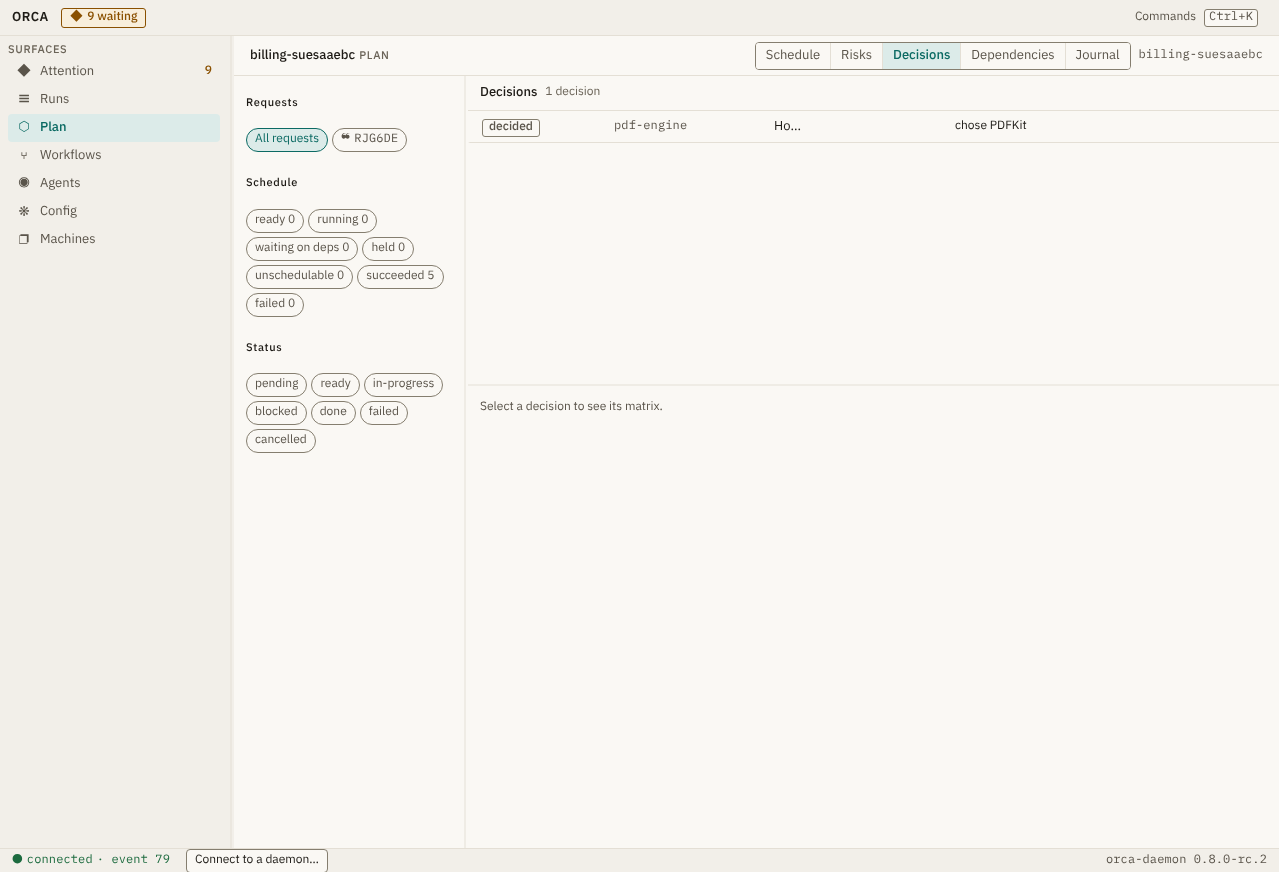 ORCA
9 waiting
Commands Ctrl+K
SURFACES
Attention 9
Runs
Plan
Workflows
Agents
Config
Machines
billing-suesaaebc PLAN
Schedule Risks Decisions Dependencies Journal
billing-suesaaebc
Requests
All requests
❝ RJG6DE
Schedule
ready 0 running 0
waiting on deps 0 held 0
unschedulable 0 succeeded 5
failed 0
Status
pending ready in-progress
blocked done failed
cancelled
Decisions 1 decision
decided pdf-engine Ho… chose PDFKit
Select a decision to see its matrix.
connected · event 79
Connect to a daemon…
orca-daemon 0.8.0-rc.2